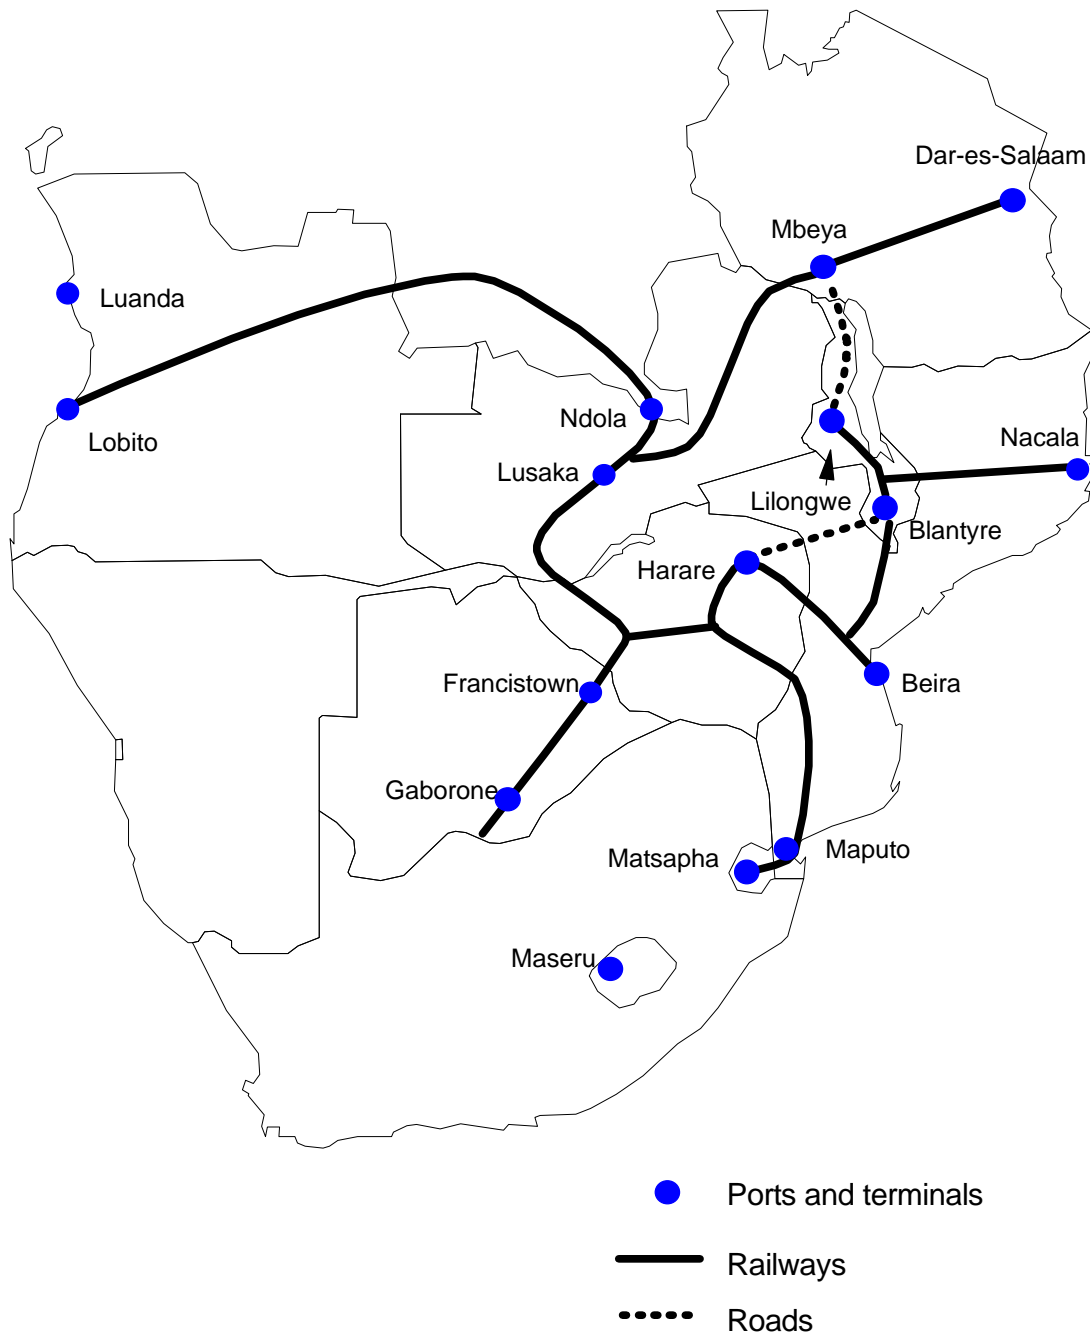 Dar-es-Salaam
Mbeya
Luanda
Ndola
Lobito
Nacala
Lusaka
Lilongwe
Blantyre
Harare
Francistown
Beira
Gaborone
Matsapha
Maputo
Maseru
Ports and terminals
Railways
Roads